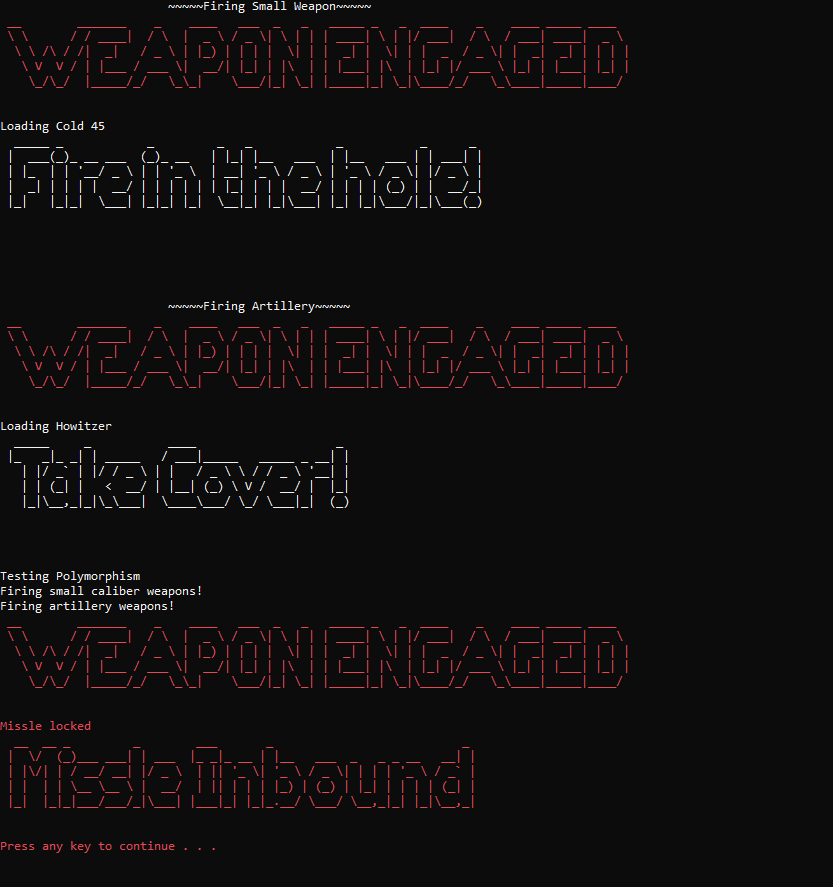 ~~~~~Firing Small Weapon~~~~~
WEAPON ENGAGED
Loading Cold 45
Fire in the hole!
~~~~~Firing Artillery~~~~~
WEAPON ENGAGED
Loading Howitzer
Take Cover!
Testing Polymorphism
Firing small caliber weapons!
Firing artillery weapons!
WEAPON ENGAGED
Missle locked
Missle Inbound
Press any key to continue . . .